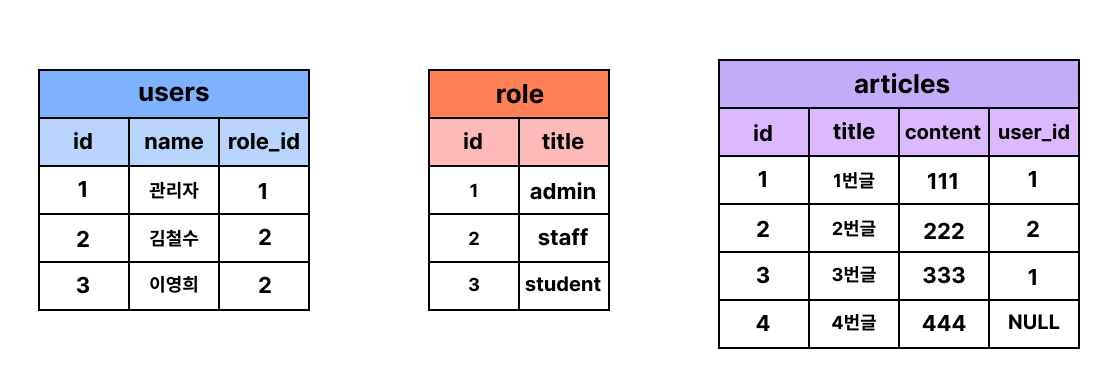 users
id name role_id
1 관리자 1
2 김철수 2
3 이영희 2
role
id title
1 admin
2 staff
3 student
articles
id title content user_id
1 1번글 111 1
2 2번글 222 2
3 3번글 333 1
4 4번글 444 NULL